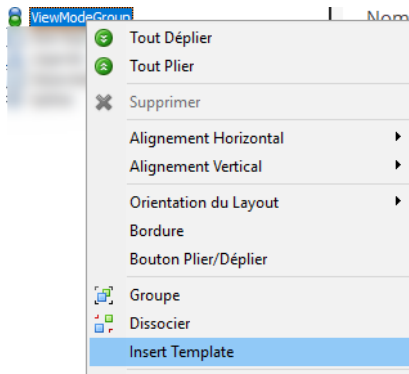 ViewModeGroup
Nom
Tout Déplier
Tout Plier
Supprimer
Alignement Horizontal
Alignement Vertical
Orientation du Layout
Bordure
Bouton Plier/Déplier
Groupe
Dissocier
Insert Template